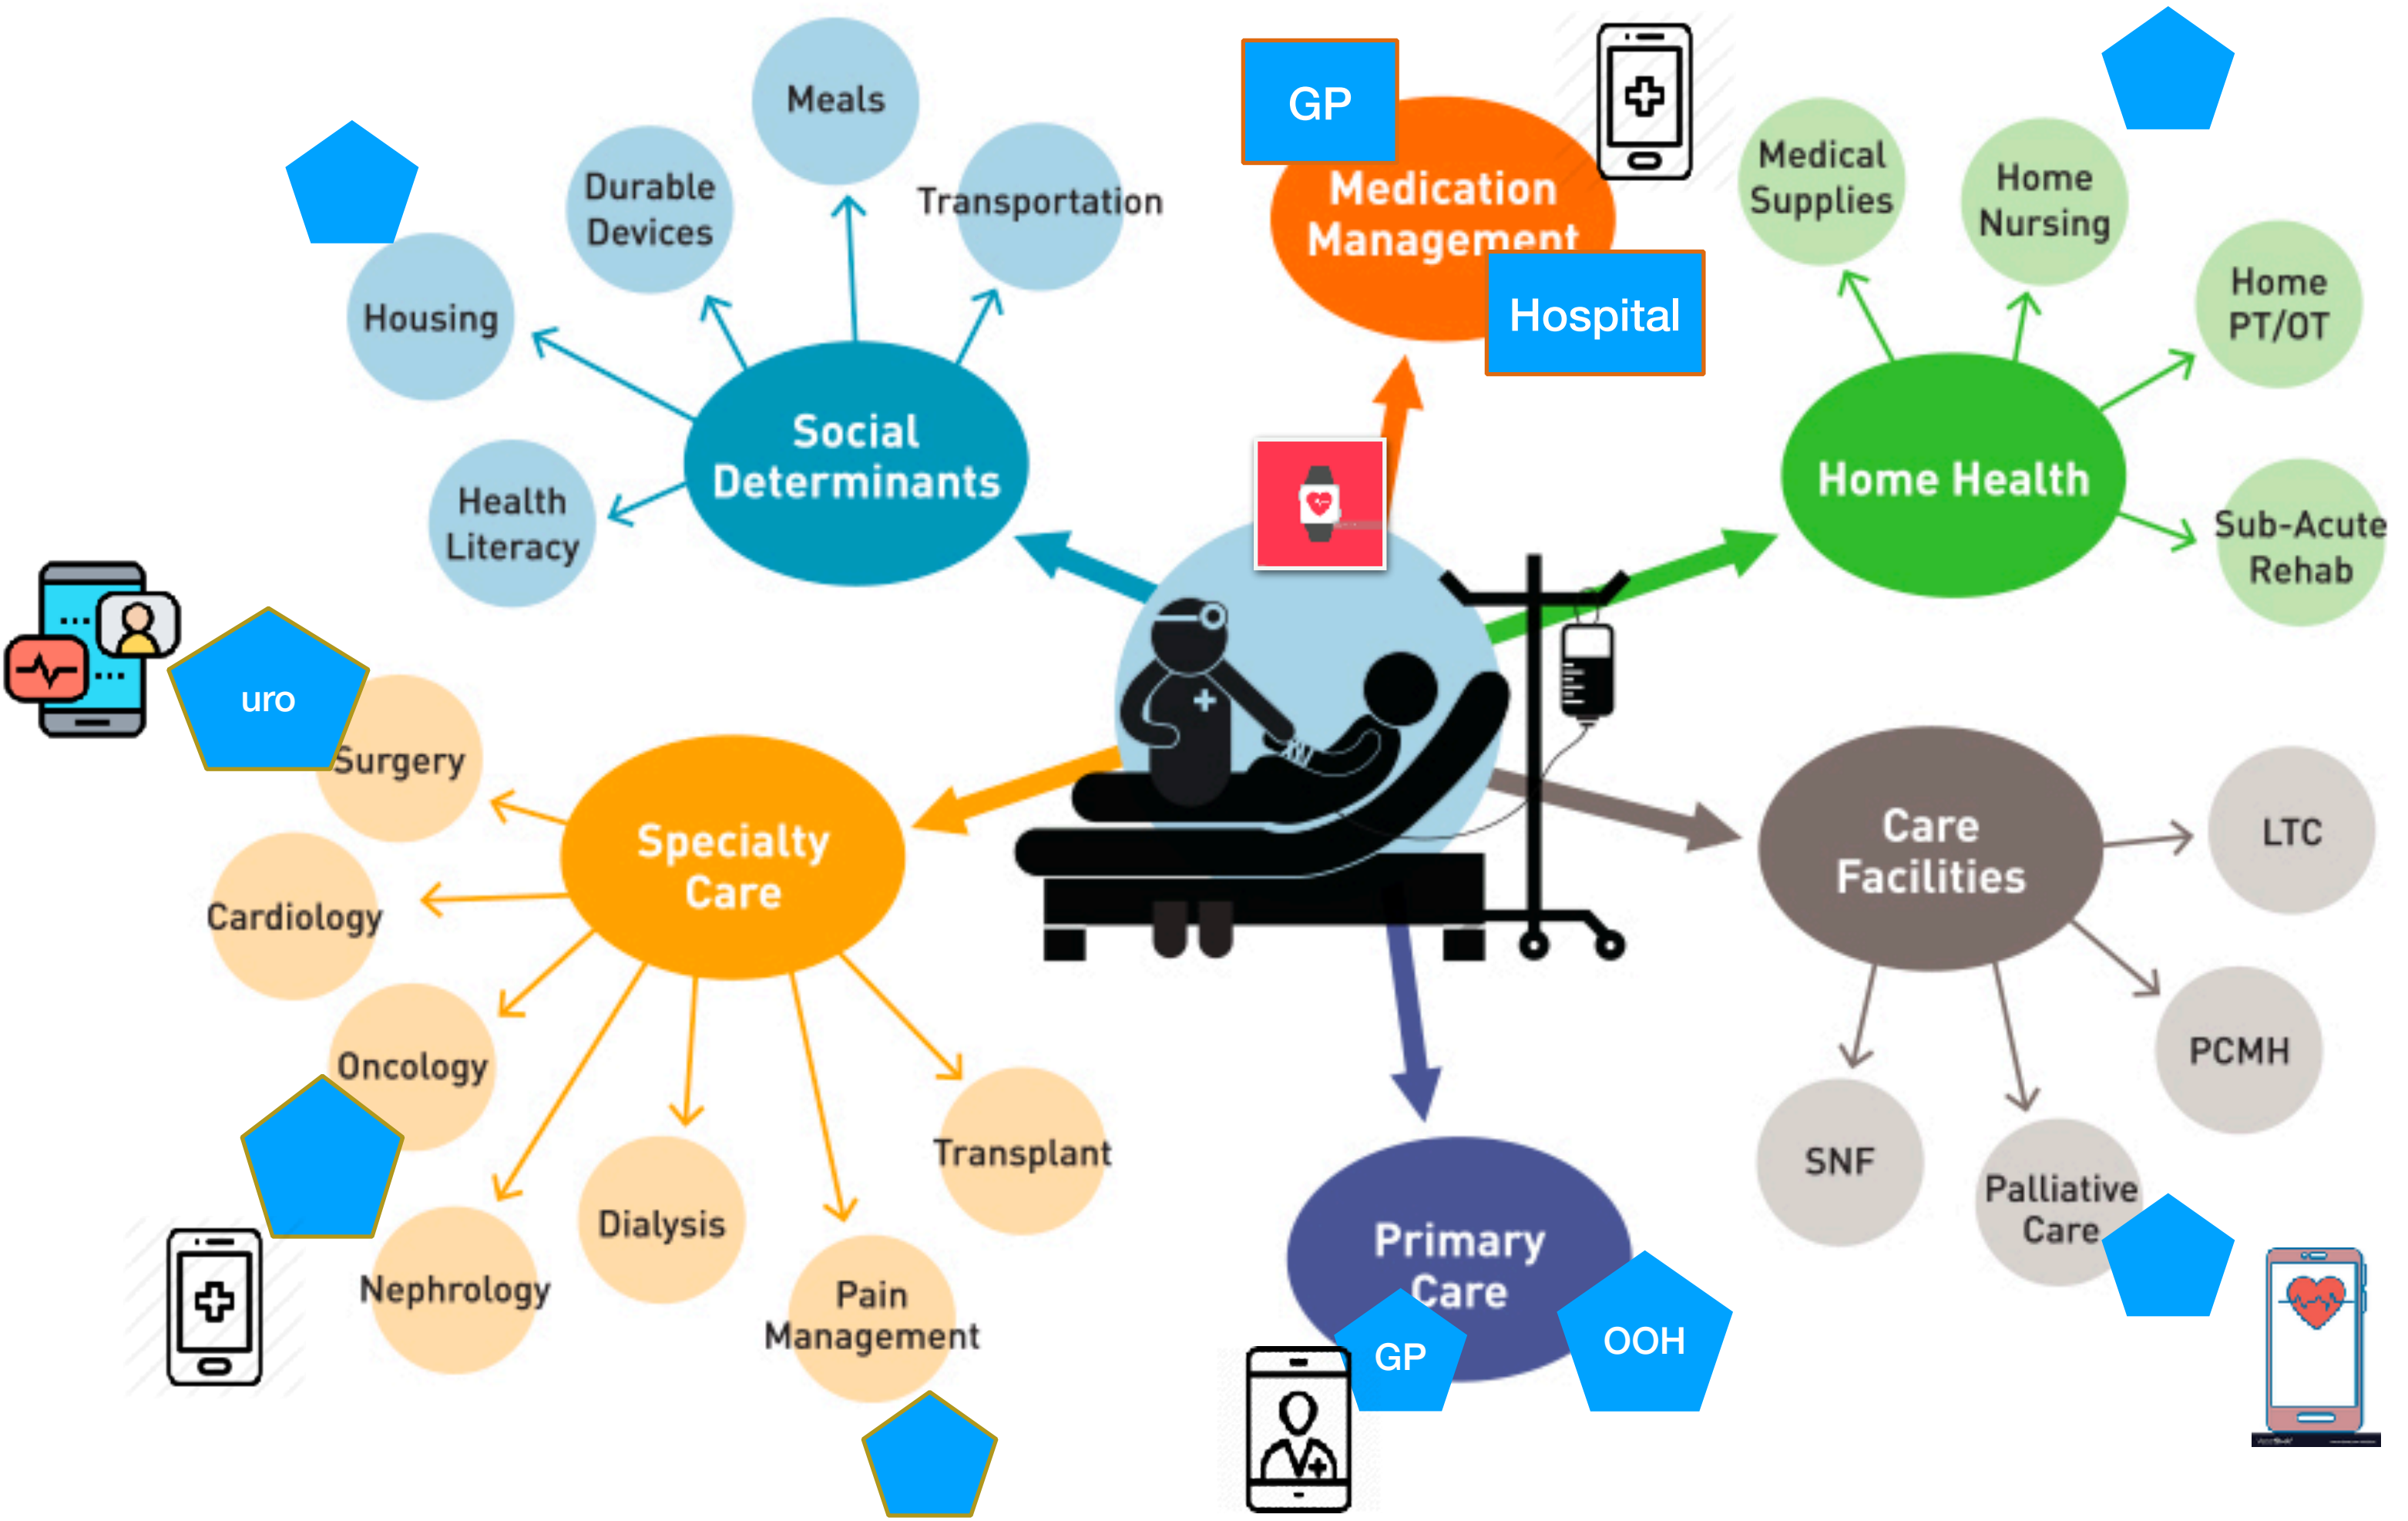 Meals
Durable
Devices
Transportation
Housing
Health
Literacy
Social
Determinants
GP
Medication
Management
Hospital
Medical
Supplies
Home
Nursing
Home
PT/OT
Sub-Acute
Rehab
Home Health
uro
Surgery
Cardiology
Oncology
Nephrology
Dialysis
Pain
Management
Transplant
Specialty
Care
Care
Facilities
LTC
PCMH
Palliative
Care
SNF
Primary
Care
GP
OOH